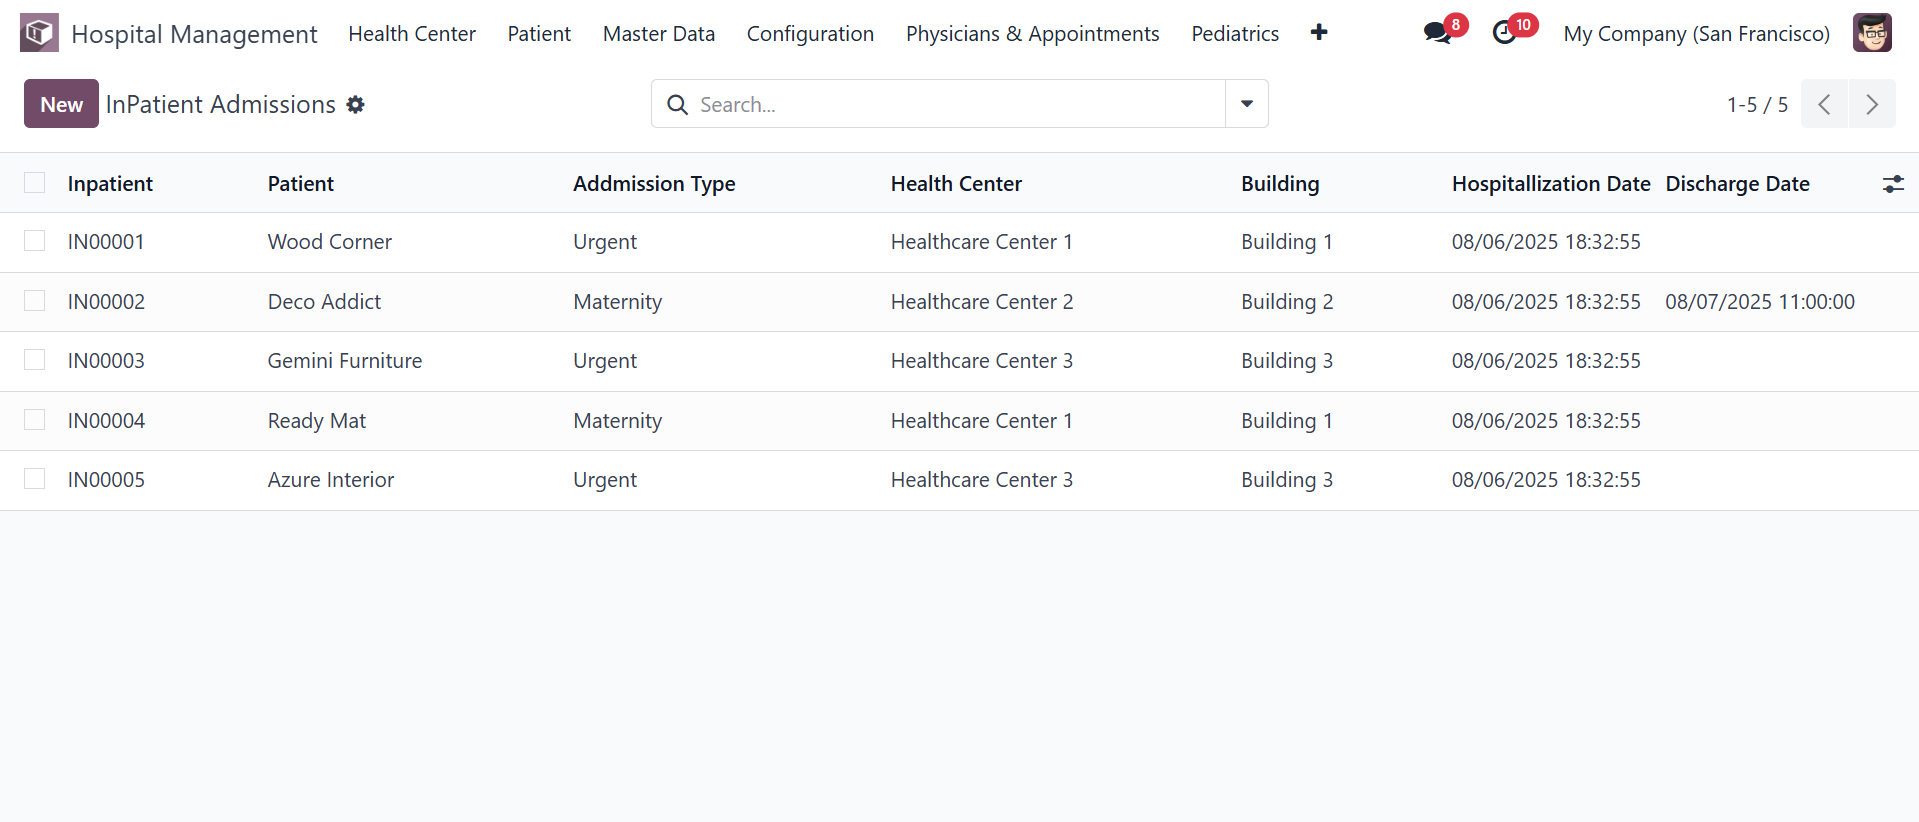 Hospital Management Health Center Patient Master Data Configuration Physicians & Appointments Pediatrics 8 10 My Company (San Francisco)
New InPatient Admissions Search... 1-5 / 5
Inpatient Patient Addmission Type Health Center Building Hospitallization Date Discharge Date
IN00001 Wood Corner Urgent Healthcare Center 1 Building 1 08/06/2025 18:32:55
IN00002 Deco Addict Maternity Healthcare Center 2 Building 2 08/06/2025 18:32:55 08/07/2025 11:00:00
IN00003 Gemini Furniture Urgent Healthcare Center 3 Building 3 08/06/2025 18:32:55
IN00004 Ready Mat Maternity Healthcare Center 1 Building 1 08/06/2025 18:32:55
IN00005 Azure Interior Urgent Healthcare Center 3 Building 3 08/06/2025 18:32:55